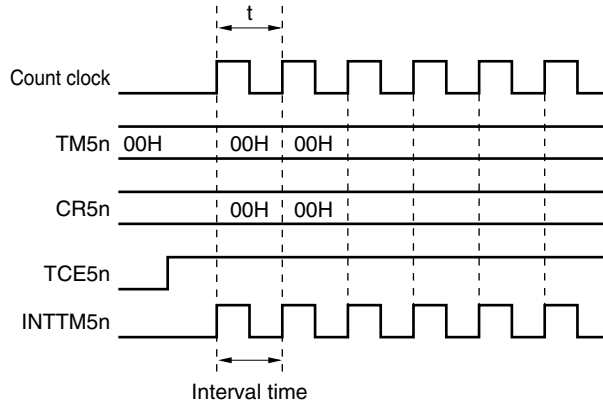 t
Count clock
TM5n 00H 00H 00H
CR5n 00H 00H
TCE5n
INTTM5n
Interval time